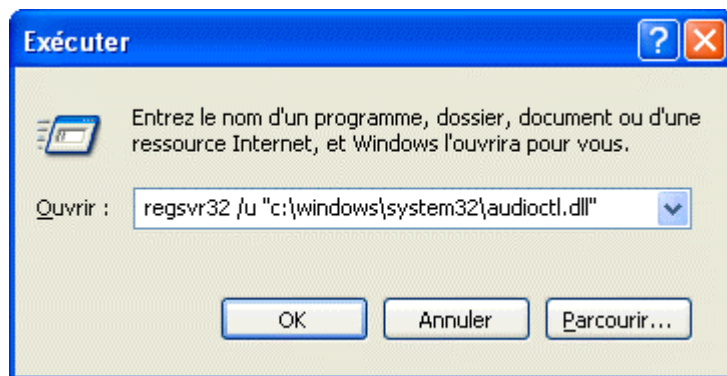 Exécuter
Entrez le nom d'un programme, dossier, document ou d'une
ressource Internet, et Windows l'ouvrira pour vous.
Ouvrir : regsvr32 /u "c:\windows\system32\audioctl.dll"
OK Annuler Parcourir...